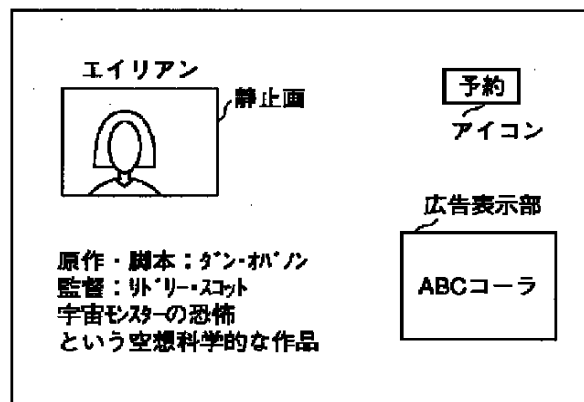 エイリアン
静止画
予約
アイコン
広告表示部
ABCコーラ
原作・脚本:ﾀﾞﾝ・ｵﾊﾞﾉﾝ
監督:ﾘﾄﾞﾘｰ・ｽｺｯﾄ
宇宙ﾓﾝｽﾀｰの恐怖
という空想科学的な作品